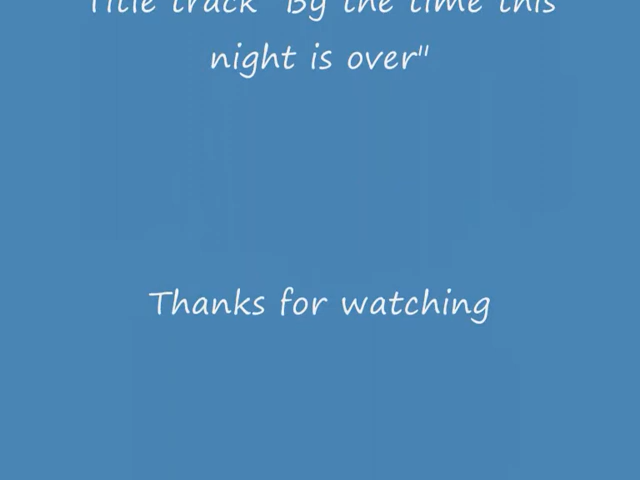 Title track "By the time this
night is over"
Thanks for watching